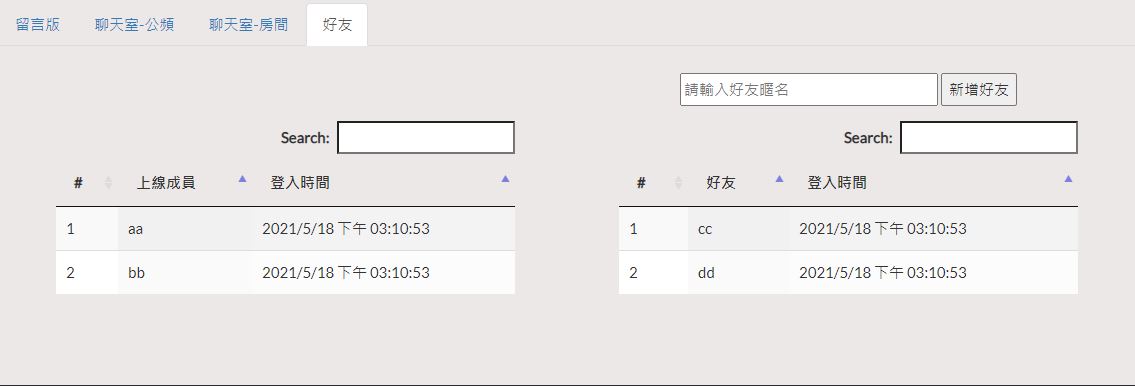 留言版 聊天室-公頻 聊天室-房間 好友
請輸入好友暱名 新增好友
Search:
# 上線成員 登入時間
1 aa 2021/5/18 下午 03:10:53
2 bb 2021/5/18 下午 03:10:53
Search:
# 好友 登入時間
1 cc 2021/5/18 下午 03:10:53
2 dd 2021/5/18 下午 03:10:53